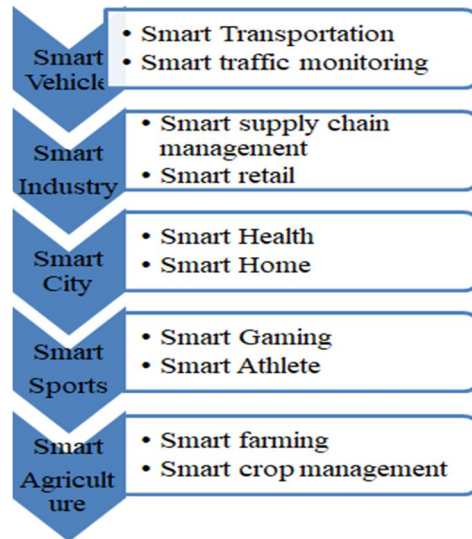 Smart
Vehicle
• Smart Transportation
• Smart traffic monitoring
Smart
Industry
• Smart supply chain
management
• Smart retail
Smart
City
• Smart Health
• Smart Home
Smart
Sports
• Smart Gaming
• Smart Athlete
Smart
Agricult
ure
• Smart farming
• Smart crop management